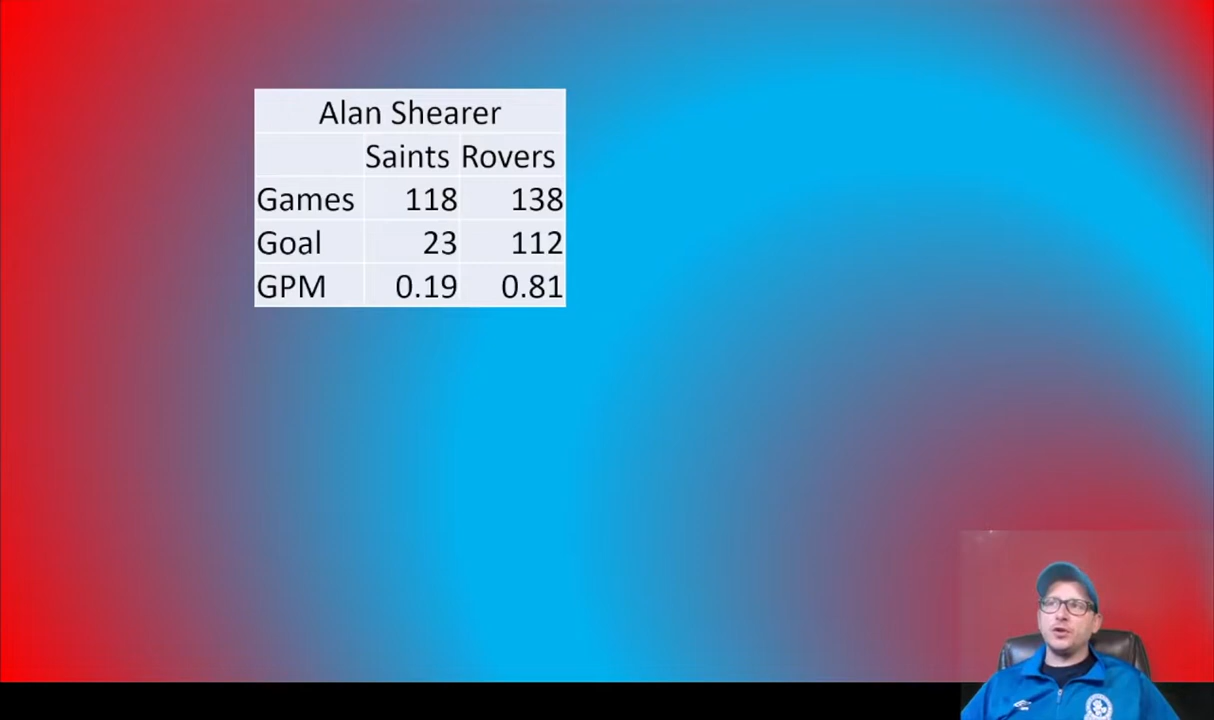 Alan Shearer
Saints Rovers
Games 118 138
Goal 23 112
GPM 0.19 0.81